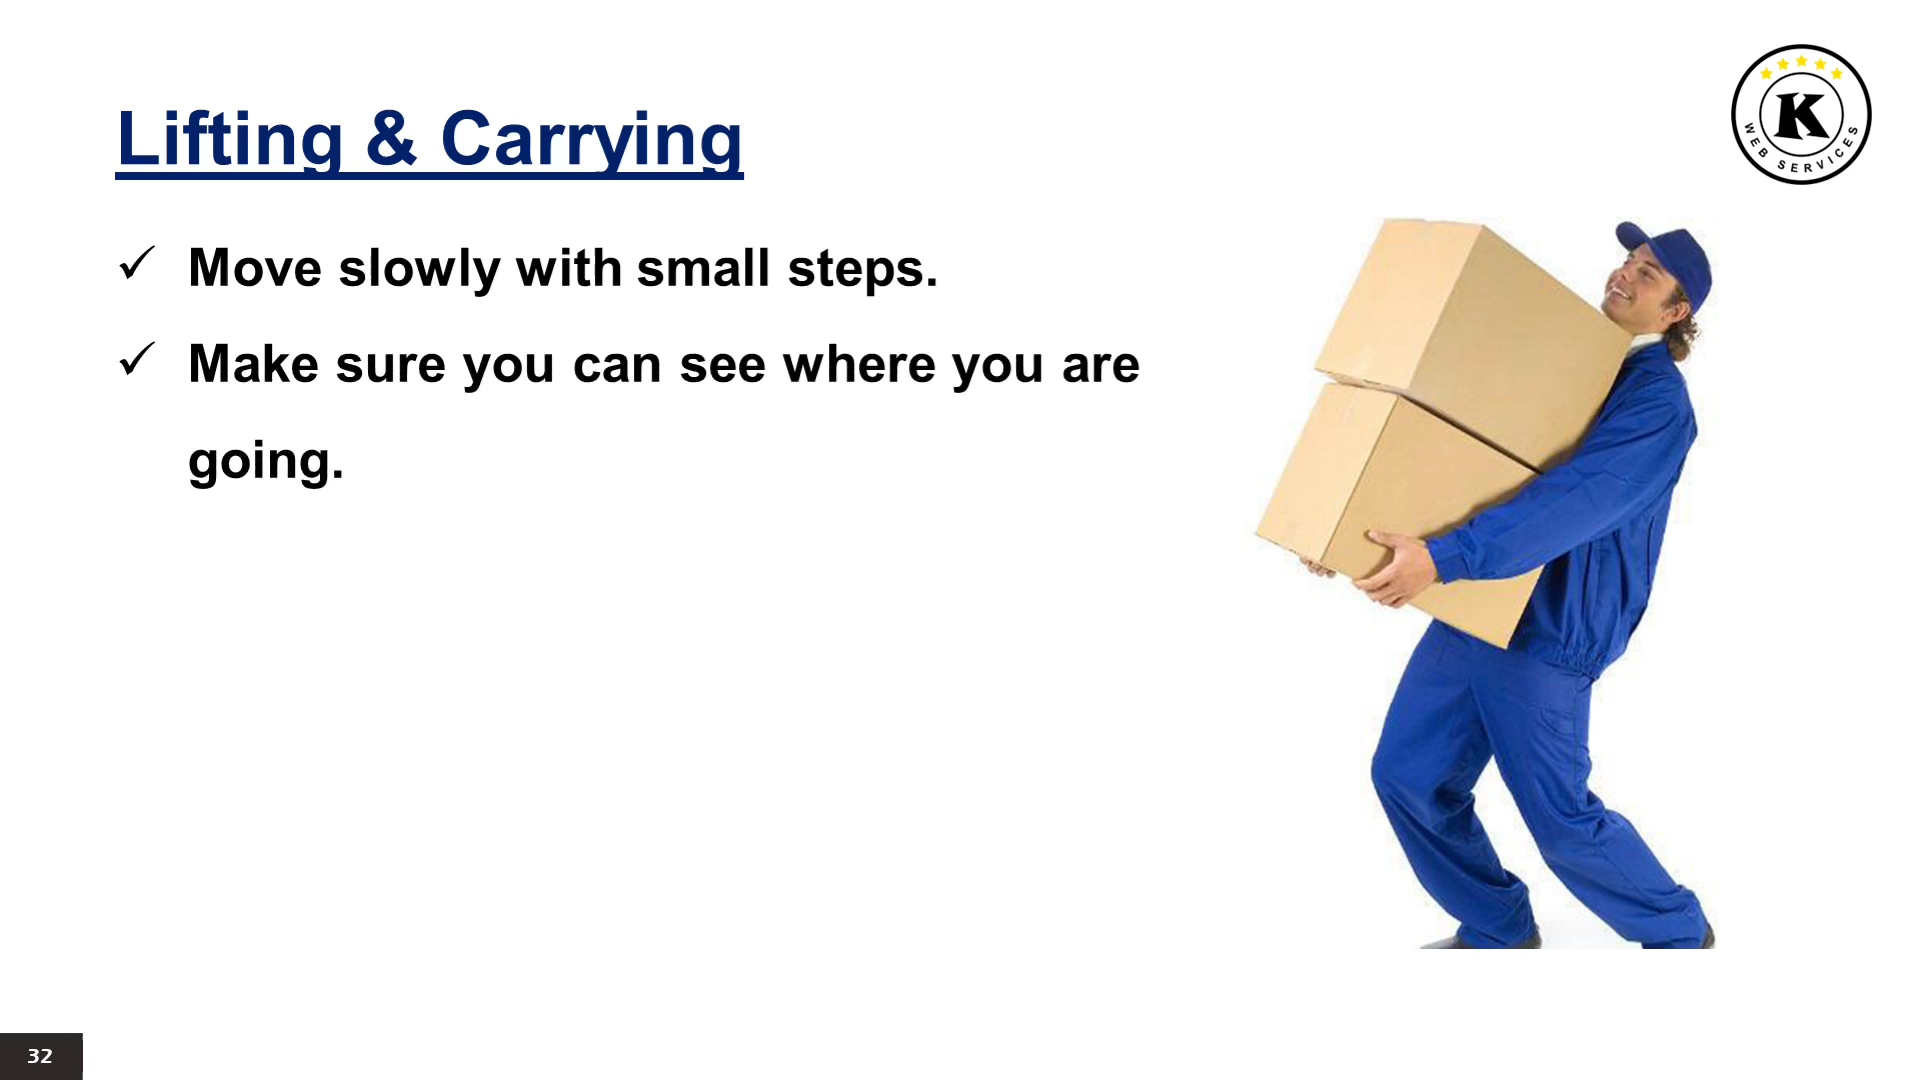 Lifting & Carrying
K
WEB SERVICES
✓ Move slowly with small steps.
✓ Make sure you can see where you are
going.
32